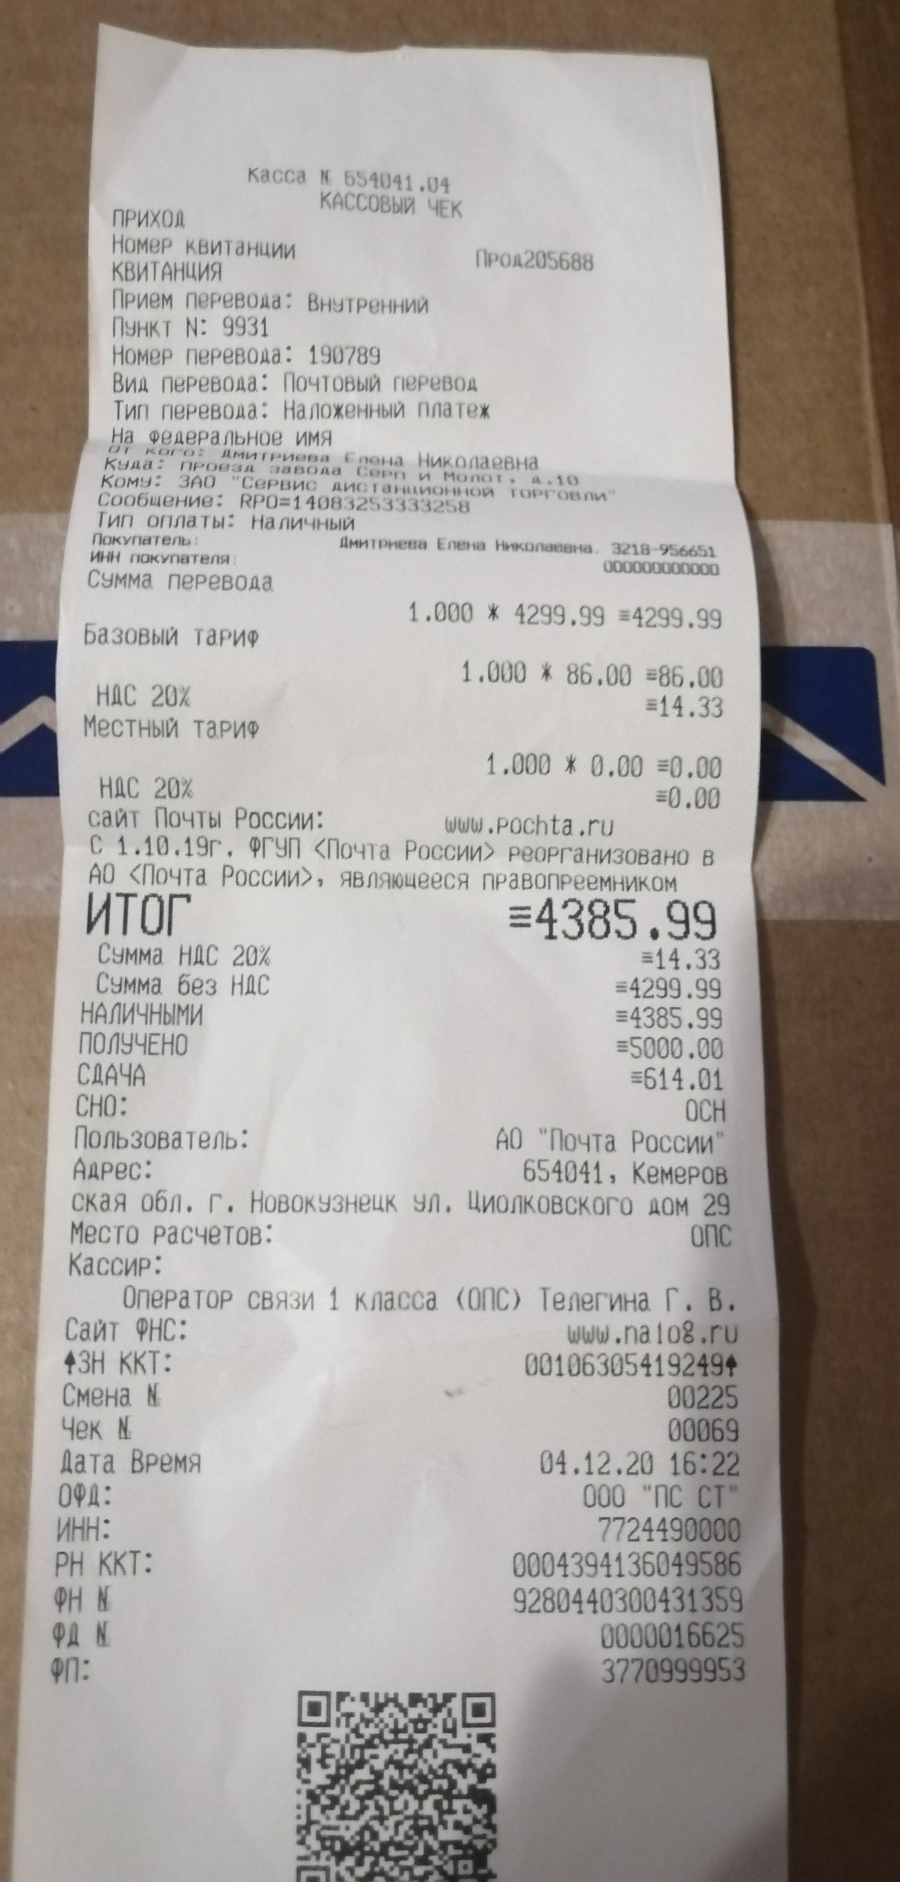 Касса № 654041.04
КАССОВЫЙ ЧЕК
ПРИХОД
Номер квитанции Прод205688
КВИТАНЦИЯ
Прием перевода: Внутренний
Пункт N: 9931
Номер перевода: 190789
Вид перевода: Почтовый перевод
Тип перевода: Наложенный платеж
На федеральное имя
От кого: Дмитриева Елена Николаевна
Куда: проезд завода Серп и Молот, д.10
Кому: ЗАО "Сервис дистанционной торговли"
Сообщение: RPO=14083253333258
Тип оплаты: Наличный
Покупатель: Дмитриева Елена Николаевна, 3218-956651
ИНН покупателя: 000000000000
Сумма перевода
1.000 * 4299.99 ≡4299.99
Базовый тариф
1.000 * 86.00 ≡86.00
НДС 20% ≡14.33
Местный тариф
1.000 * 0.00 ≡0.00
НДС 20% ≡0.00
сайт Почты России: www.pochta.ru
С 1.10.19г. ФГУП <Почта России> реорганизовано в
АО <Почта России>, являющееся правопреемником
ИТОГ ≡4385.99
Сумма НДС 20% ≡14.33
Сумма без НДС ≡4299.99
НАЛИЧНЫМИ ≡4385.99
ПОЛУЧЕНО ≡5000.00
СДАЧА ≡614.01
СНО: ОСН
Пользователь: АО "Почта России"
Адрес: 654041, Кемеров
ская обл. г. Новокузнецк ул. Циолковского дом 29
Место расчетов: ОПС
Кассир:
Оператор связи 1 класса (ОПС) Телегина Г. В.
Сайт ФНС: www.nalog.ru
↑ЗН ККТ: 00106305419249↑
Смена № 00225
Чек № 00069
Дата Время 04.12.20 16:22
ОФД: ООО "ПС СТ"
ИНН: 7724490000
РН ККТ: 0004394136049586
ФН № 9280440300431359
ФД № 0000016625
ФП: 3770999953